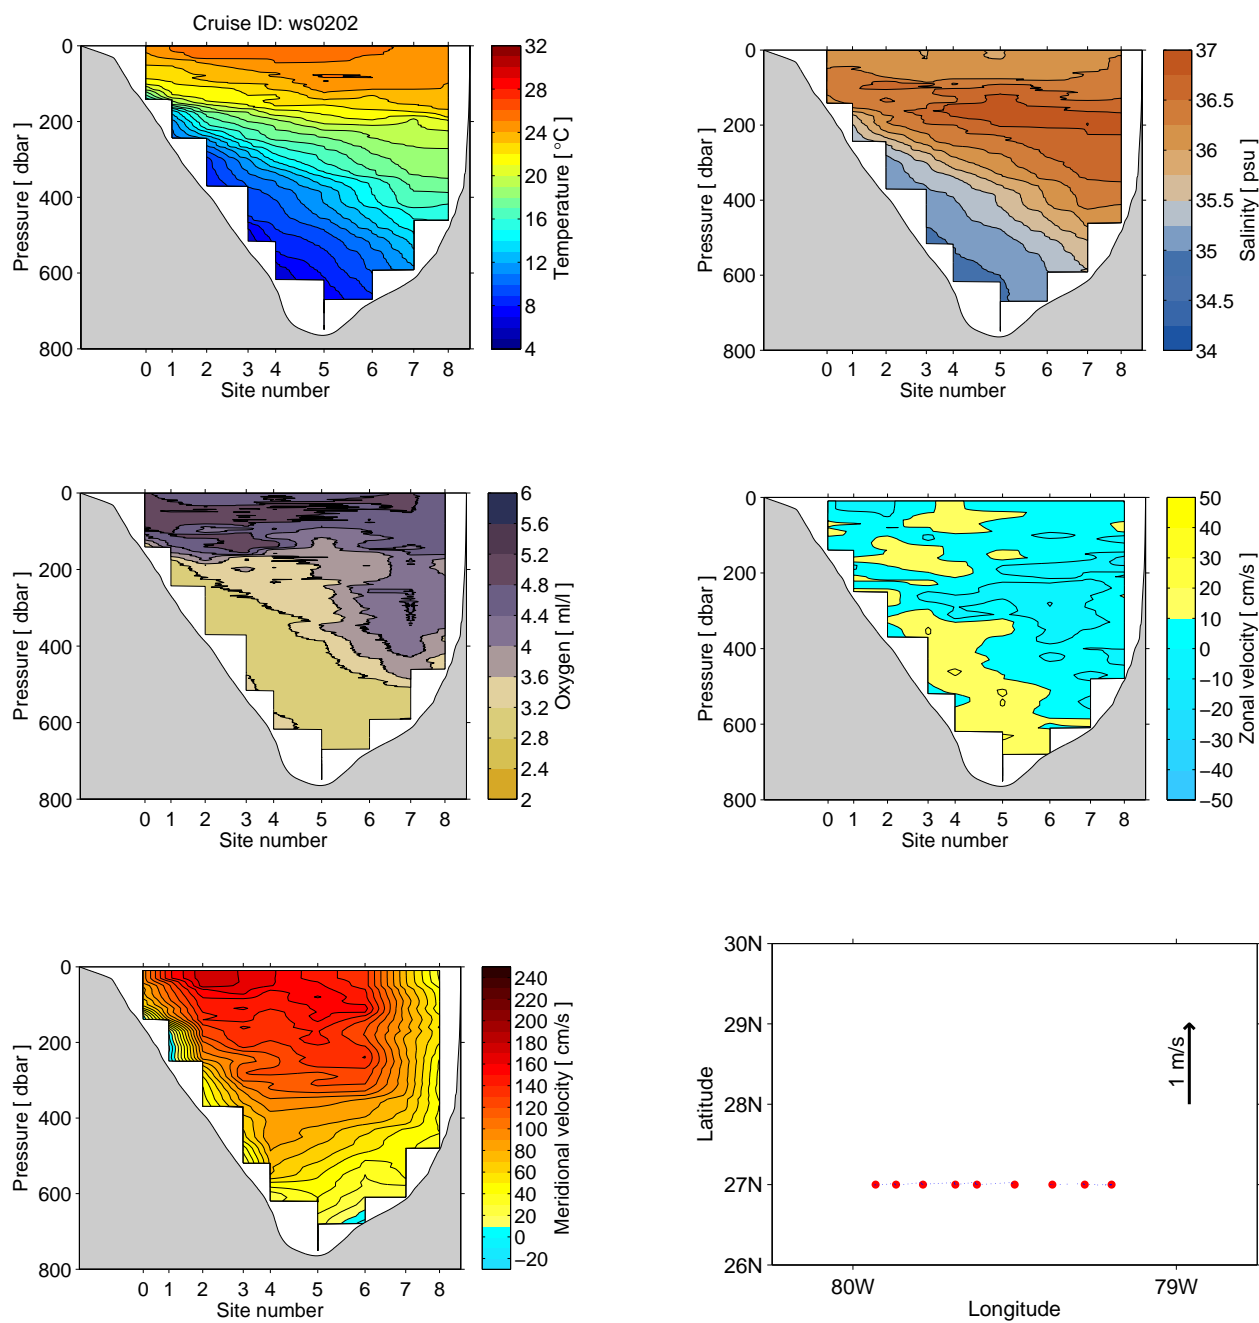 Cruise ID: ws0202
0
200
400
600
800
Pressure [ dbar]
0 1 2 3 4 5 6 7 8
Site number
32
28
24
20
16
12
8
4
Temperature [ °C]
0
200
400
600
800
Pressure [ dbar]
0 1 2 3 4 5 6 7 8
Site number
37
36.5
36
35.5
35
34.5
34
Salinity [ psu]
0
200
400
600
800
Pressure [ dbar]
0 1 2 3 4 5 6 7 8
Site number
6
5.6
5.2
4.8
4.4
4
3.6
3.2
2.8
2.4
2
Oxygen [ ml/l]
0
200
400
600
800
Pressure [ dbar]
0 1 2 3 4 5 6 7 8
Site number
50
40
30
20
10
0
−10
−20
−30
−40
−50
Zonal velocity [ cm/s]
0
200
400
600
800
Pressure [ dbar]
0 1 2 3 4 5 6 7 8
Site number
240
220
200
180
160
140
120
100
80
60
40
20
0
−20
Meridional velocity [ cm/s]
30N
29N
28N
27N
26N
Latitude
1 m/s
80W 79W
Longitude